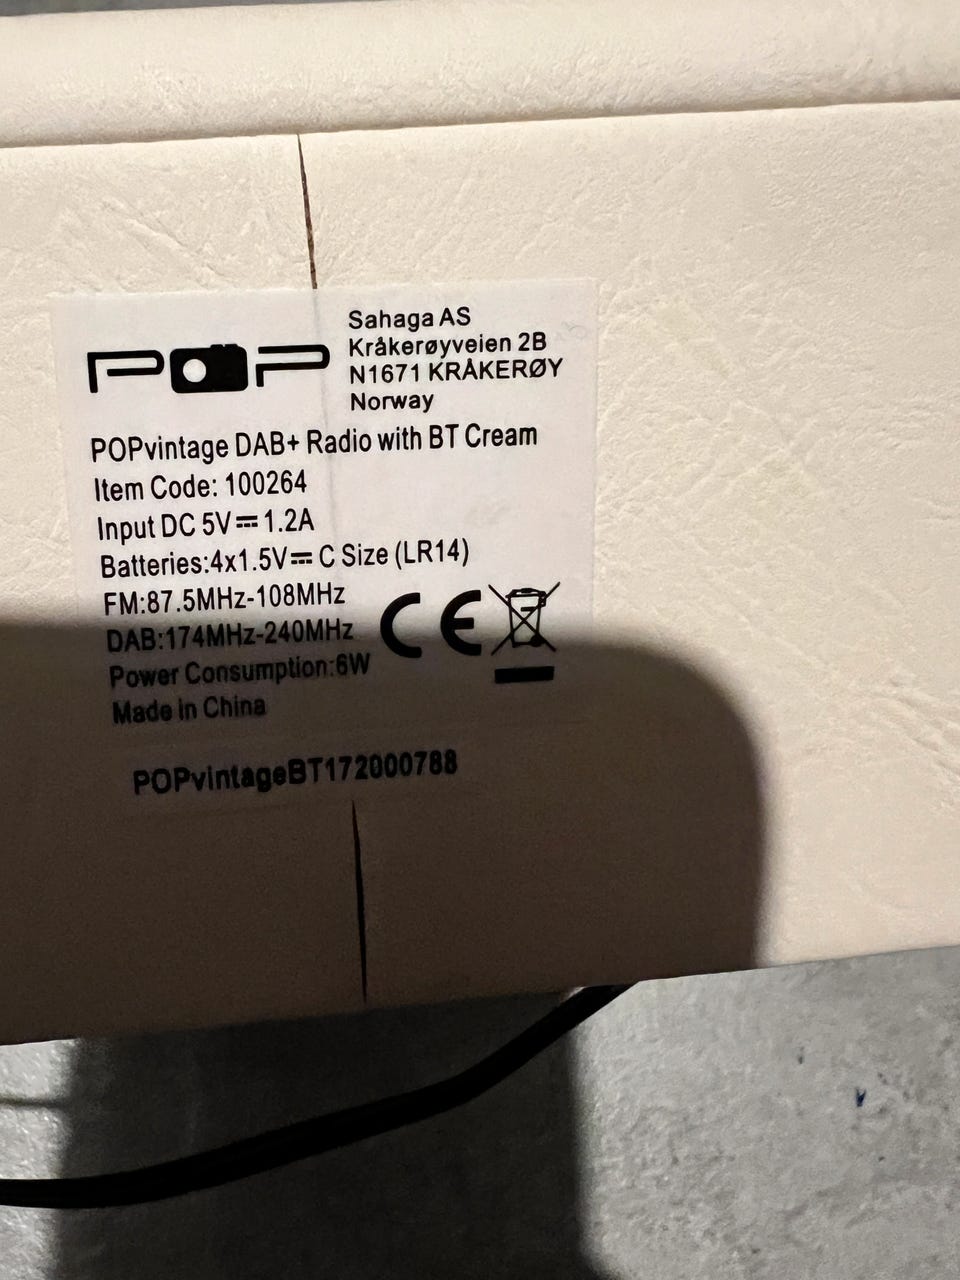 POP
Sahaga AS
Kråkerøyveien 2B
N1671 KRÅKERØY
Norway
POPvintage DAB+ Radio with BT Cream
Item Code: 100264
Input DC 5V⎓1.2A
Batteries:4x1.5V⎓ C Size (LR14)
FM:87.5MHz-108MHz
DAB:174MHz-240MHz
Power Consumption:6W
Made in China
CE
POPvintageBT172000788